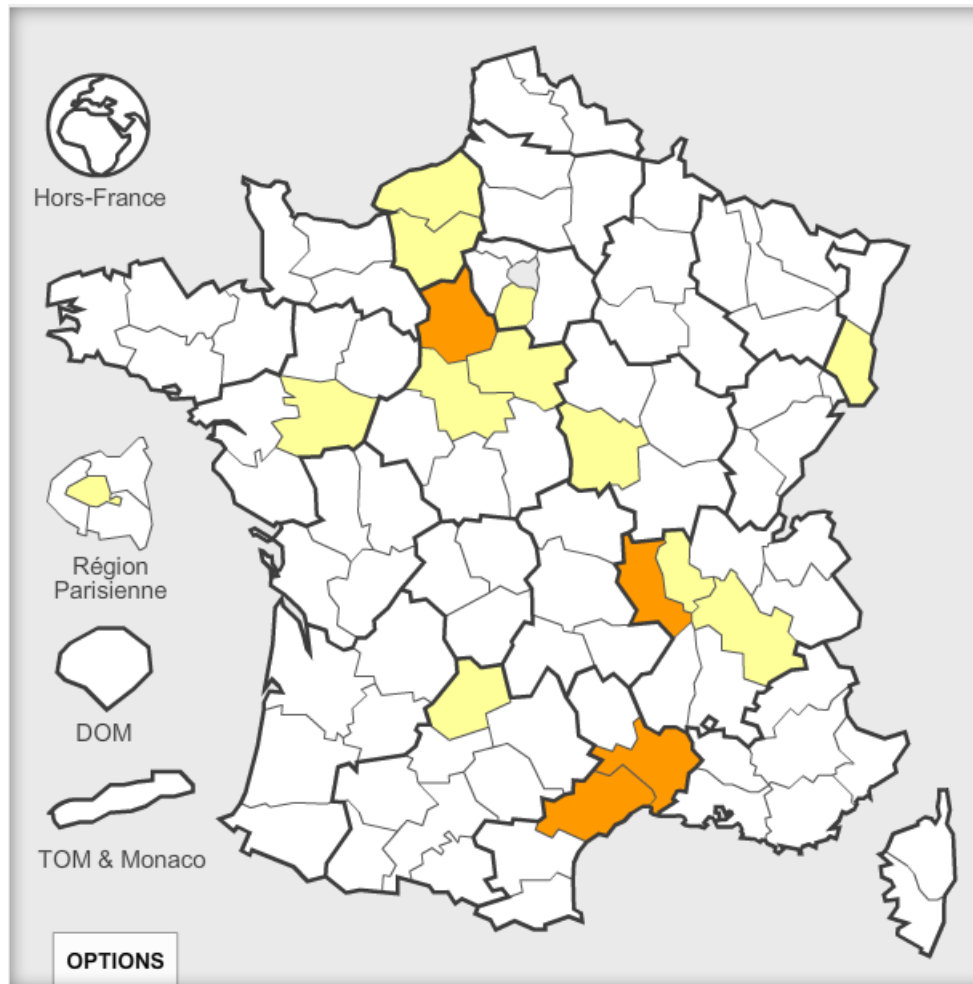 Hors-France
Région
Parisienne
DOM
TOM & Monaco
OPTIONS